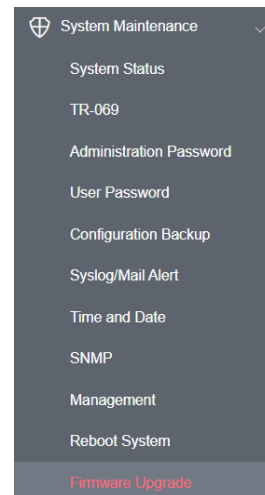 System Maintenance
System Status
TR-069
Administration Password
User Password
Configuration Backup
Syslog/Mail Alert
Time and Date
SNMP
Management
Reboot System
Firmware Upgrade